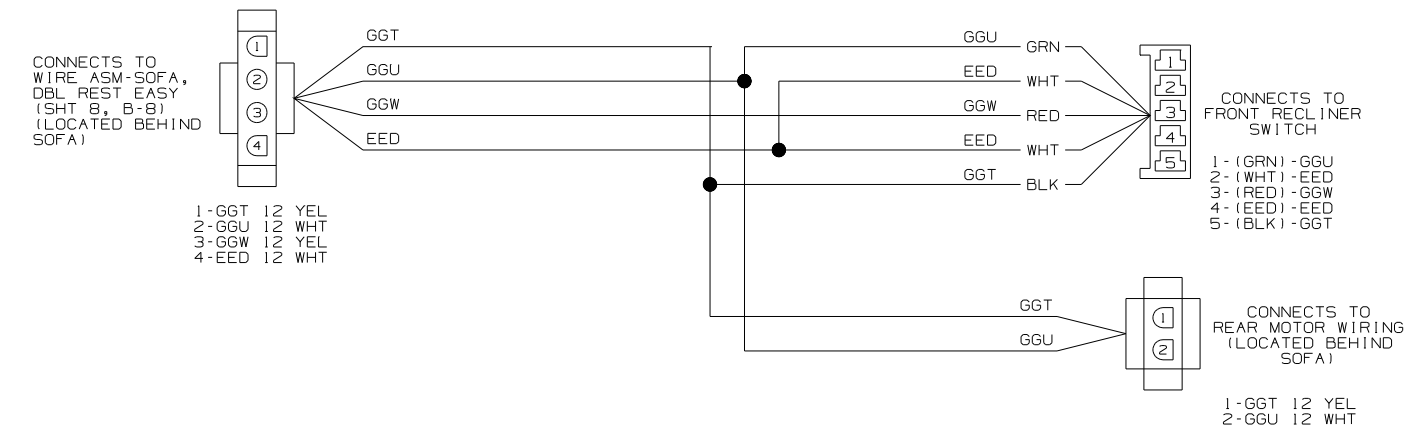 CONNECTS TO
WIRE ASM-SOFA,
DBL REST EASY
(SHT 8, B-8)
(LOCATED BEHIND
SOFA)
1
2
3
4
1-GGT 12 YEL
2-GGU 12 WHT
3-GGW 12 YEL
4-EED 12 WHT
GGT
GGU
GGW
EED
GGU GRN
EED WHT
GGW RED
EED WHT
GGT BLK
1
2
3
4
5
CONNECTS TO
FRONT RECLINER
SWITCH
1-(GRN)-GGU
2-(WHT)-EED
3-(RED)-GGW
4-(EED)-EED
5-(BLK)-GGT
GGT
GGU
1
2
CONNECTS TO
REAR MOTOR WIRING
(LOCATED BEHIND
SOFA)
1-GGT 12 YEL
2-GGU 12 WHT